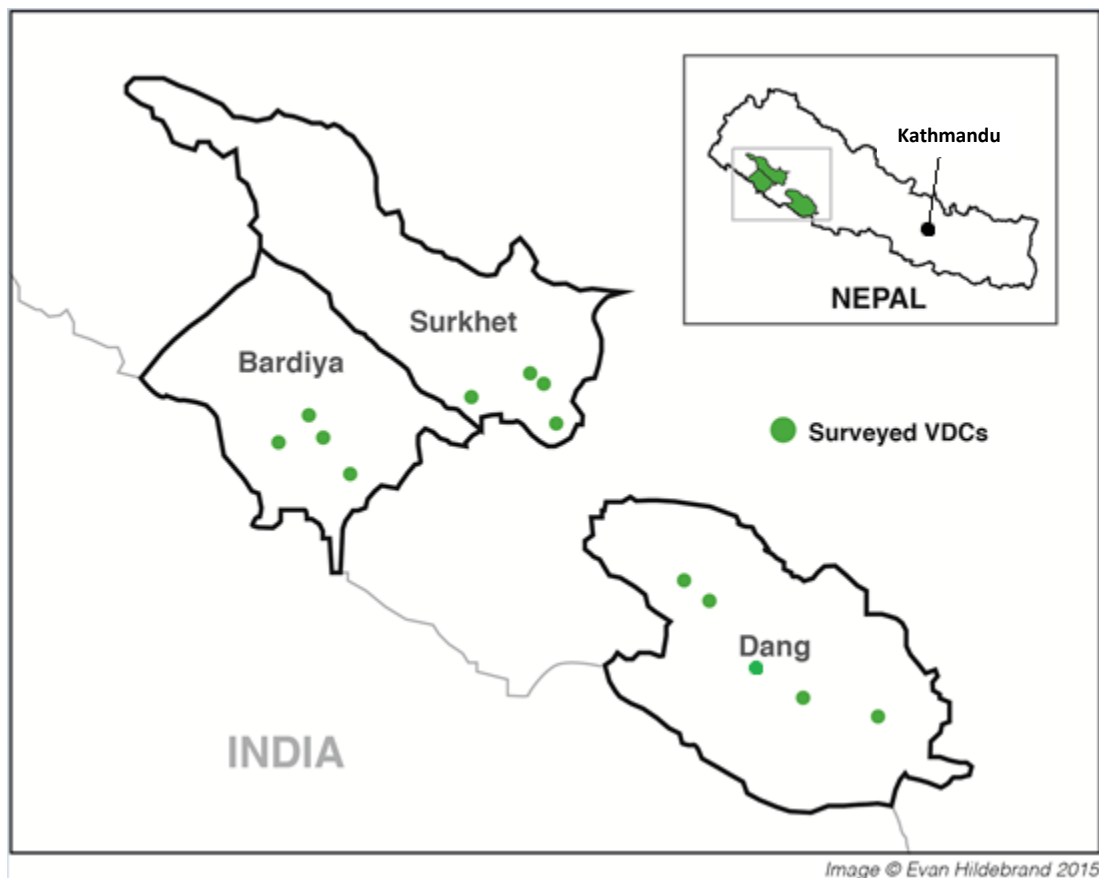 Kathmandu
NEPAL
Surkhet
Bardiya
Surveyed VDCs
Dang
INDIA
Image © Evan Hildebrand 2015